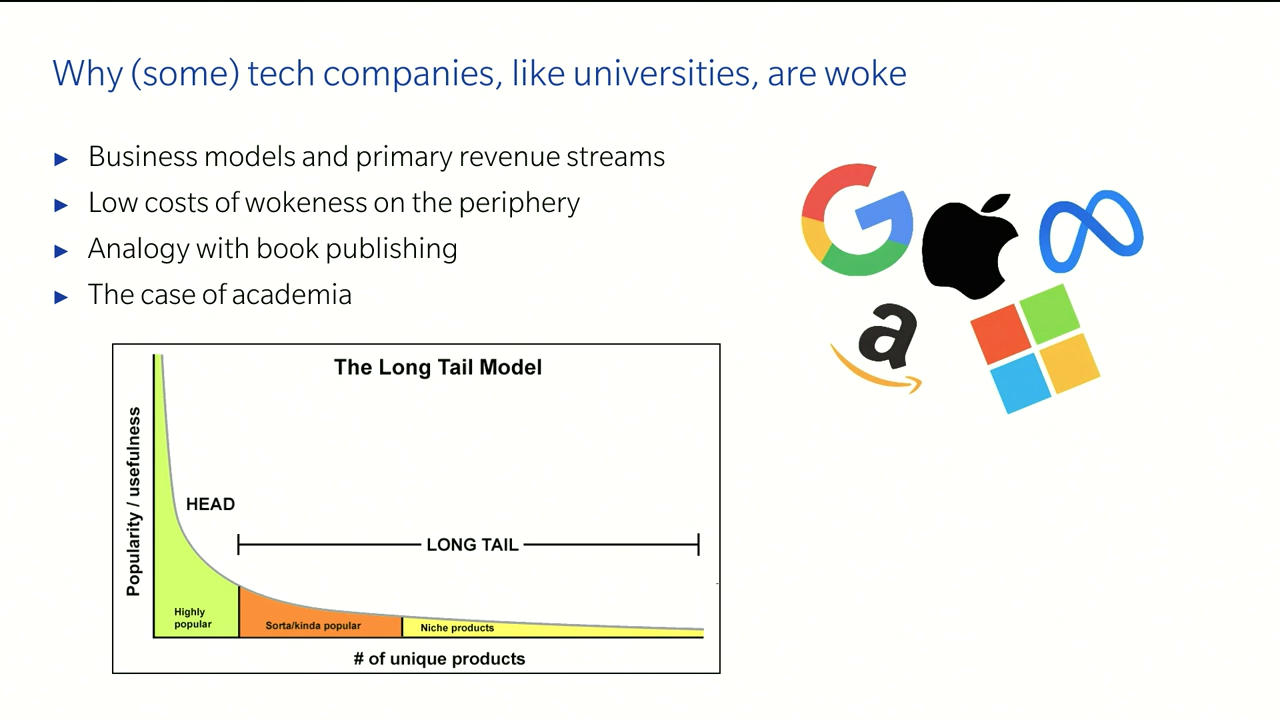 Why (some) tech companies, like universities, are woke
► Business models and primary revenue streams
► Low costs of wokeness on the periphery
► Analogy with book publishing
► The case of academia
The Long Tail Model
Popularity / usefulness
HEAD
LONG TAIL
Highly
popular
Sorta/kinda popular
Niche products
# of unique products
a